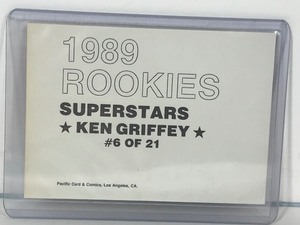 1989
ROOKIES
SUPERSTARS
★ KEN GRIFFEY ★
#6 OF 21
Pacific Card & Comics, Los Angeles, CA.